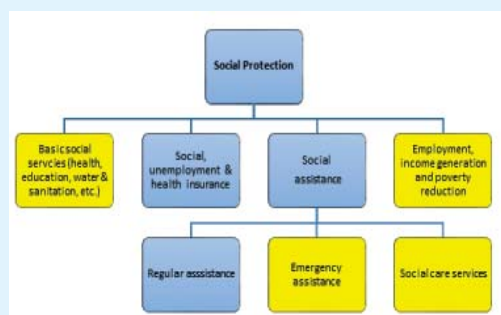 Social Protection
Basic social
servcies (health,
education, water &
sanitation, etc.)
Social,
unemployment &
health insurance
Social
assistance
Employment,
income generation
and poverty
reduction
Regular asssistance
Emergency
assistance
Social care services